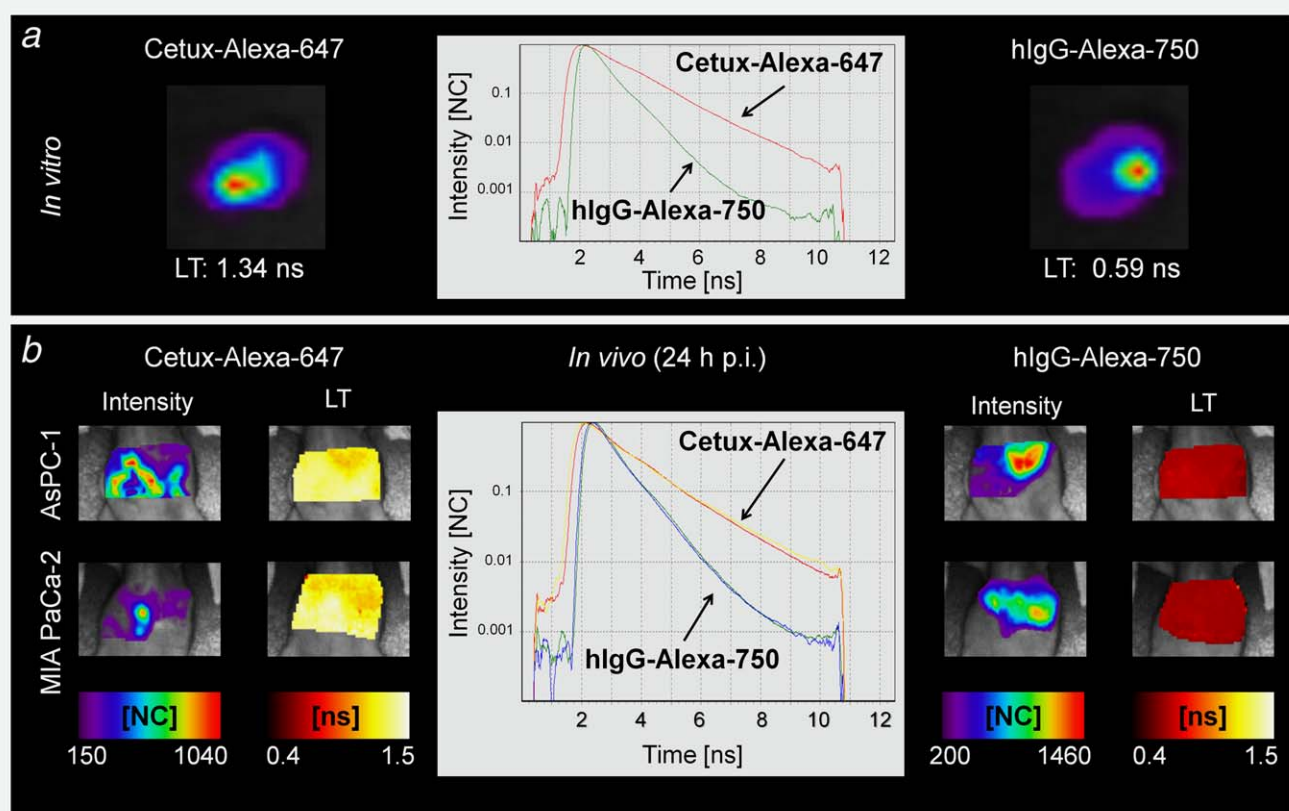 a
Cetux-Alexa-647
hIgG-Alexa-750
In vitro
LT: 1.34 ns
Intensity [NC]
0.1
0.01
0.001
Cetux-Alexa-647
hIgG-Alexa-750
2 4 6 8 10 12
Time [ns]
LT: 0.59 ns
b
Cetux-Alexa-647
In vivo (24 h p.i.)
hIgG-Alexa-750
Intensity LT
AsPC-1
MIA PaCa-2
[NC]
150 1040
[ns]
0.4 1.5
Intensity [NC]
0.1
0.01
0.001
Cetux-Alexa-647
hIgG-Alexa-750
2 4 6 8 10 12
Time [ns]
Intensity LT
[NC]
200 1460
[ns]
0.4 1.5